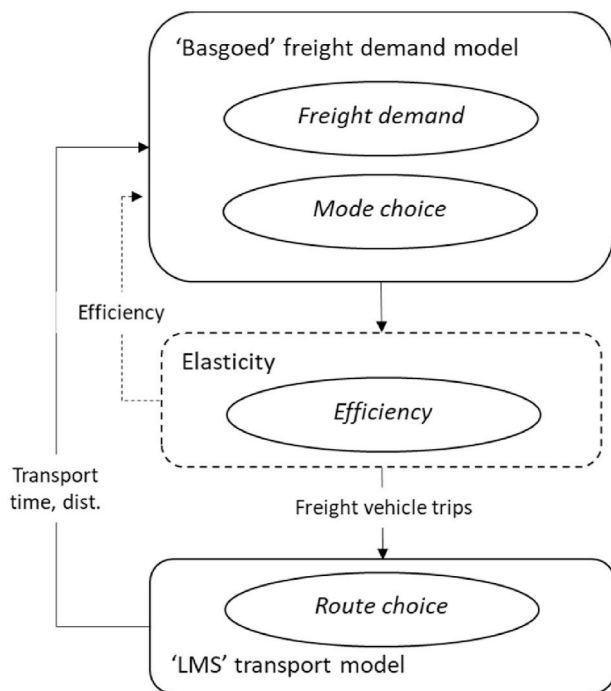 ‘Basgoed’ freight demand model
Freight demand
Mode choice
Efficiency
Elasticity
Efficiency
Transport
time, dist.
Freight vehicle trips
Route choice
‘LMS’ transport model